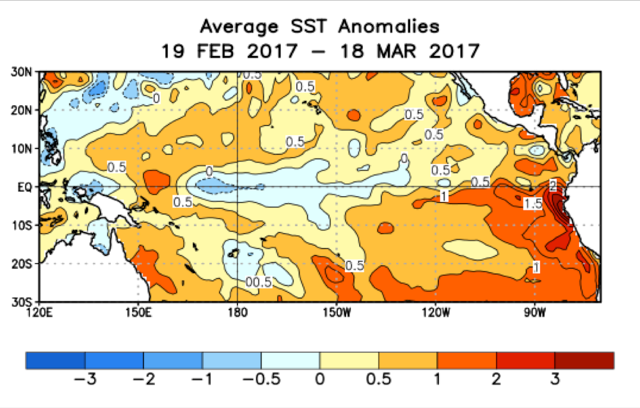 Average SST Anomalies
19 FEB 2017 – 18 MAR 2017
30N
0.5
0.5
0
20N
0.5
0.5
0.5
10N
0.5
0
0
0.5
0.5
2
EQ
0.5
1
1.5
10S
20S
0.5
1
00.5
30S
120E 150E 180 150W 120W 90W
−3 −2 −1 −0.5 0 0.5 1 2 3